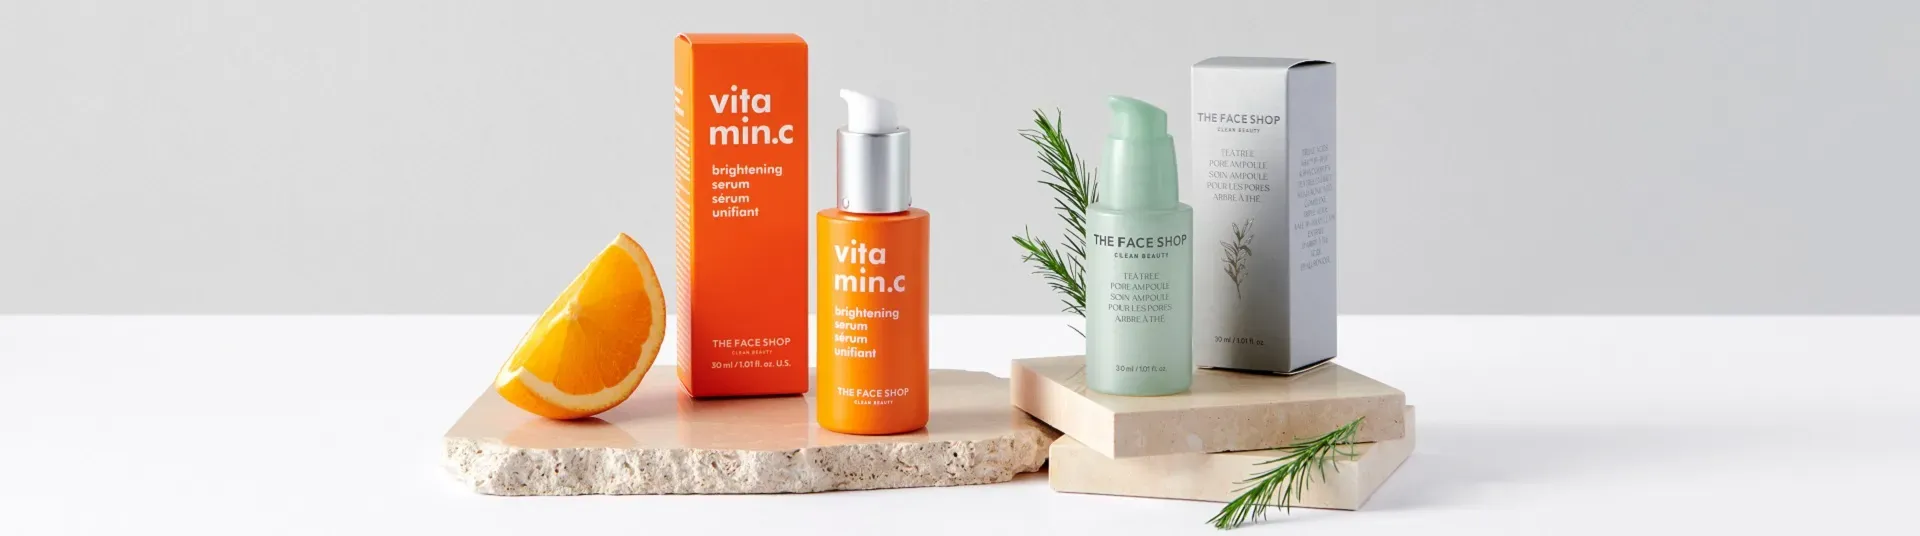 vita
min.c
brightening
serum
sérum
unifiant
THE FACE SHOP
CLEAN BEAUTY
30 ml / 1.01 fl. oz. U.S.
vita
min.c
brightening
serum
sérum
unifiant
THE FACE SHOP
CLEAN BEAUTY
THE FACE SHOP
CLEAN BEAUTY
TEATREE
PORE AMPOULE
SOIN AMPOULE
POUR LES PORES
ARBRE À THÉ
30 ml / 1.01 fl. oz.
THE FACE SHOP
CLEAN BEAUTY
TEATREE
PORE AMPOULE
SOIN AMPOULE
POUR LES PORES
ARBRE À THÉ
30 ml / 1.01 fl. oz.